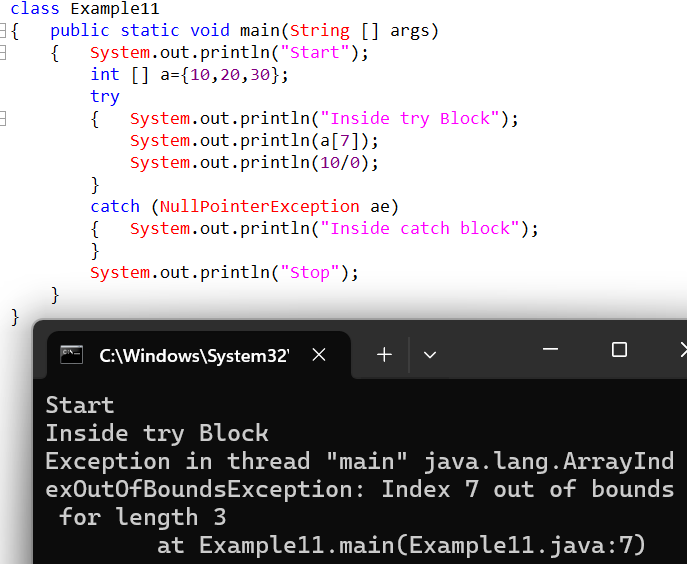 class Example11
{   public static void main(String [] args)
    {   System.out.println("Start");
        int [] a={10,20,30};
        try
        {   System.out.println("Inside try Block");
            System.out.println(a[7]);
            System.out.println(10/0);
        }
        catch (NullPointerException ae)
        {   System.out.println("Inside catch block");
        }
        System.out.println("Stop");
    }
}
C:\Windows\System32\
Start
Inside try Block
Exception in thread "main" java.lang.ArrayInd
exOutOfBoundsException: Index 7 out of bounds
 for length 3
        at Example11.main(Example11.java:7)